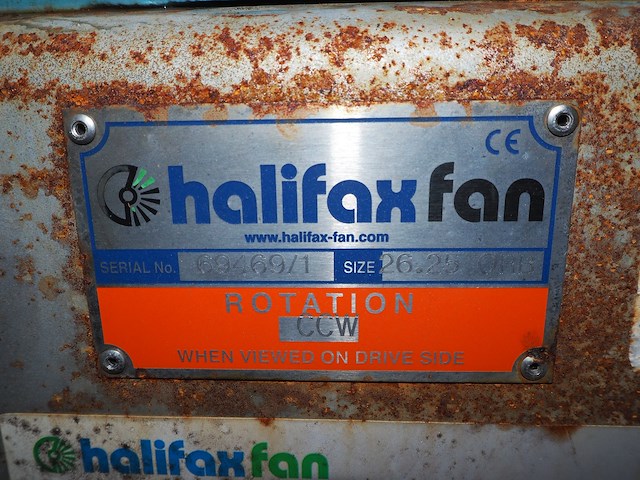 CE
halifax fan
www.halifax-fan.com
SERIAL No. 69469/1 SIZE 26.25
ROTATION
CCW
WHEN VIEWED ON DRIVE SIDE
halifax fan